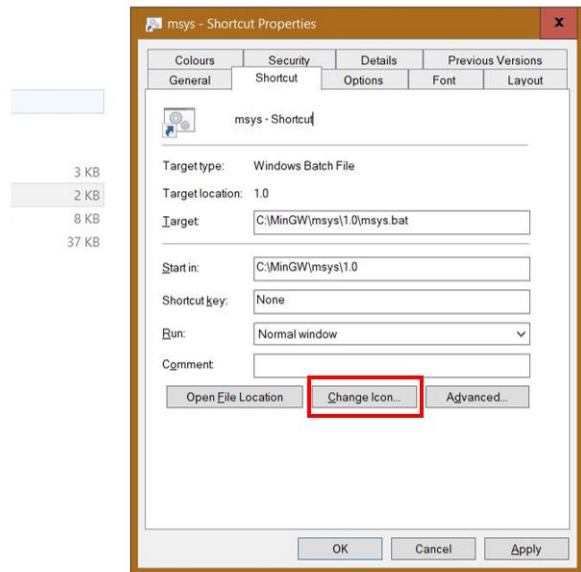 msys - Shortcut Properties
x
Colours Security Details Previous Versions
General Shortcut Options Font Layout
msys - Shortcut
Target type: Windows Batch File
Target location: 1.0
Target: C:\MinGW\msys\1.0\msys.bat
Start in: C:\MinGW\msys\1.0
Shortcut key: None
Run: Normal window
Comment:
Open File Location Change Icon... Advanced...
OK Cancel Apply
3 KB
2 KB
8 KB
37 KB